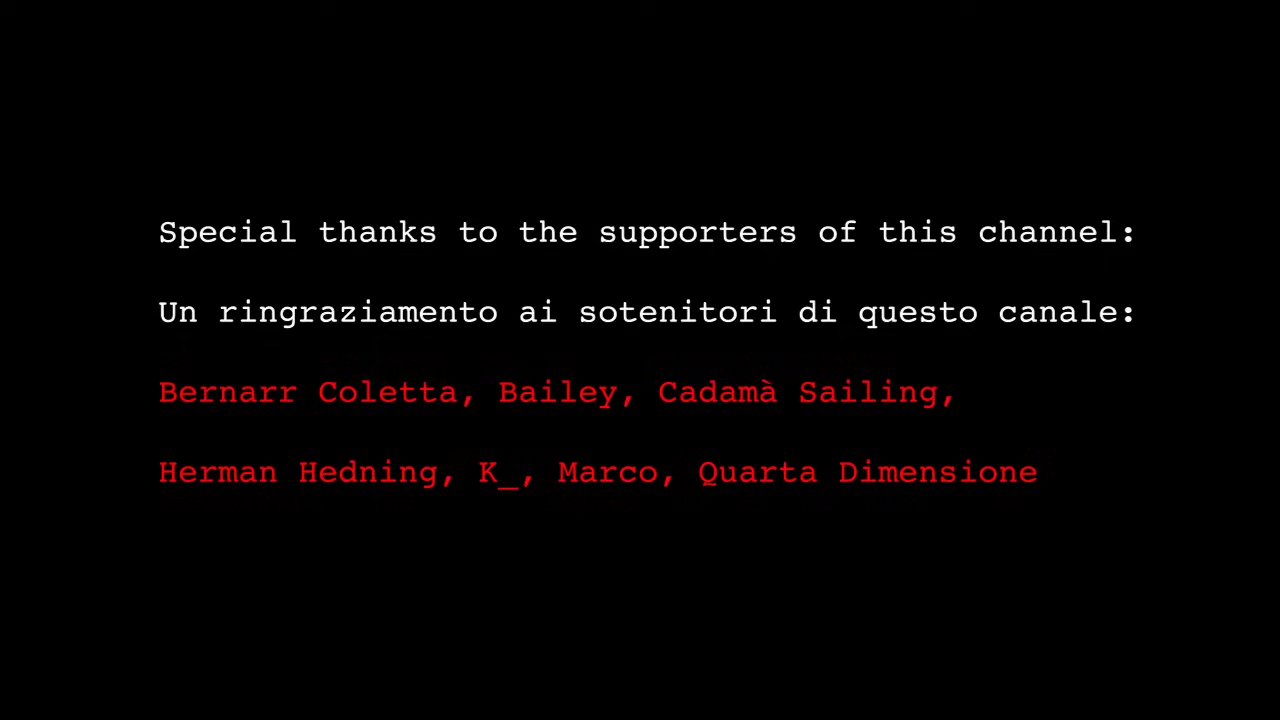 Special thanks to the supporters of this channel:
Un ringraziamento ai sotenitori di questo canale:
Bernarr Coletta, Bailey, Cadamà Sailing,
Herman Hedning, K_, Marco, Quarta Dimensione